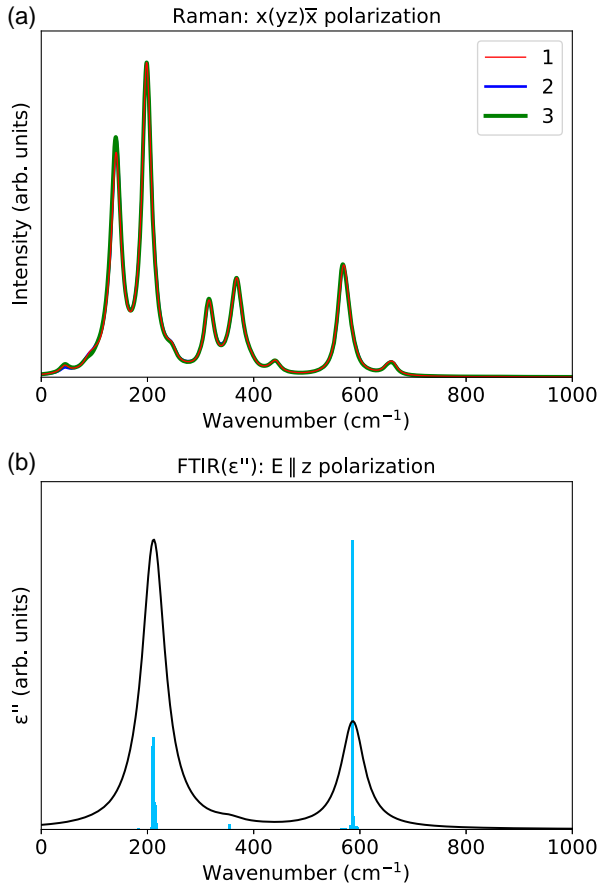 (a)
Raman: x(yz)x̅ polarization
Intensity (arb. units)
1
2
3
0 200 400 600 800 1000
Wavenumber (cm⁻¹)
(b)
FTIR(ε''): E ∥ z polarization
ε'' (arb. units)
0 200 400 600 800 1000
Wavenumber (cm⁻¹)